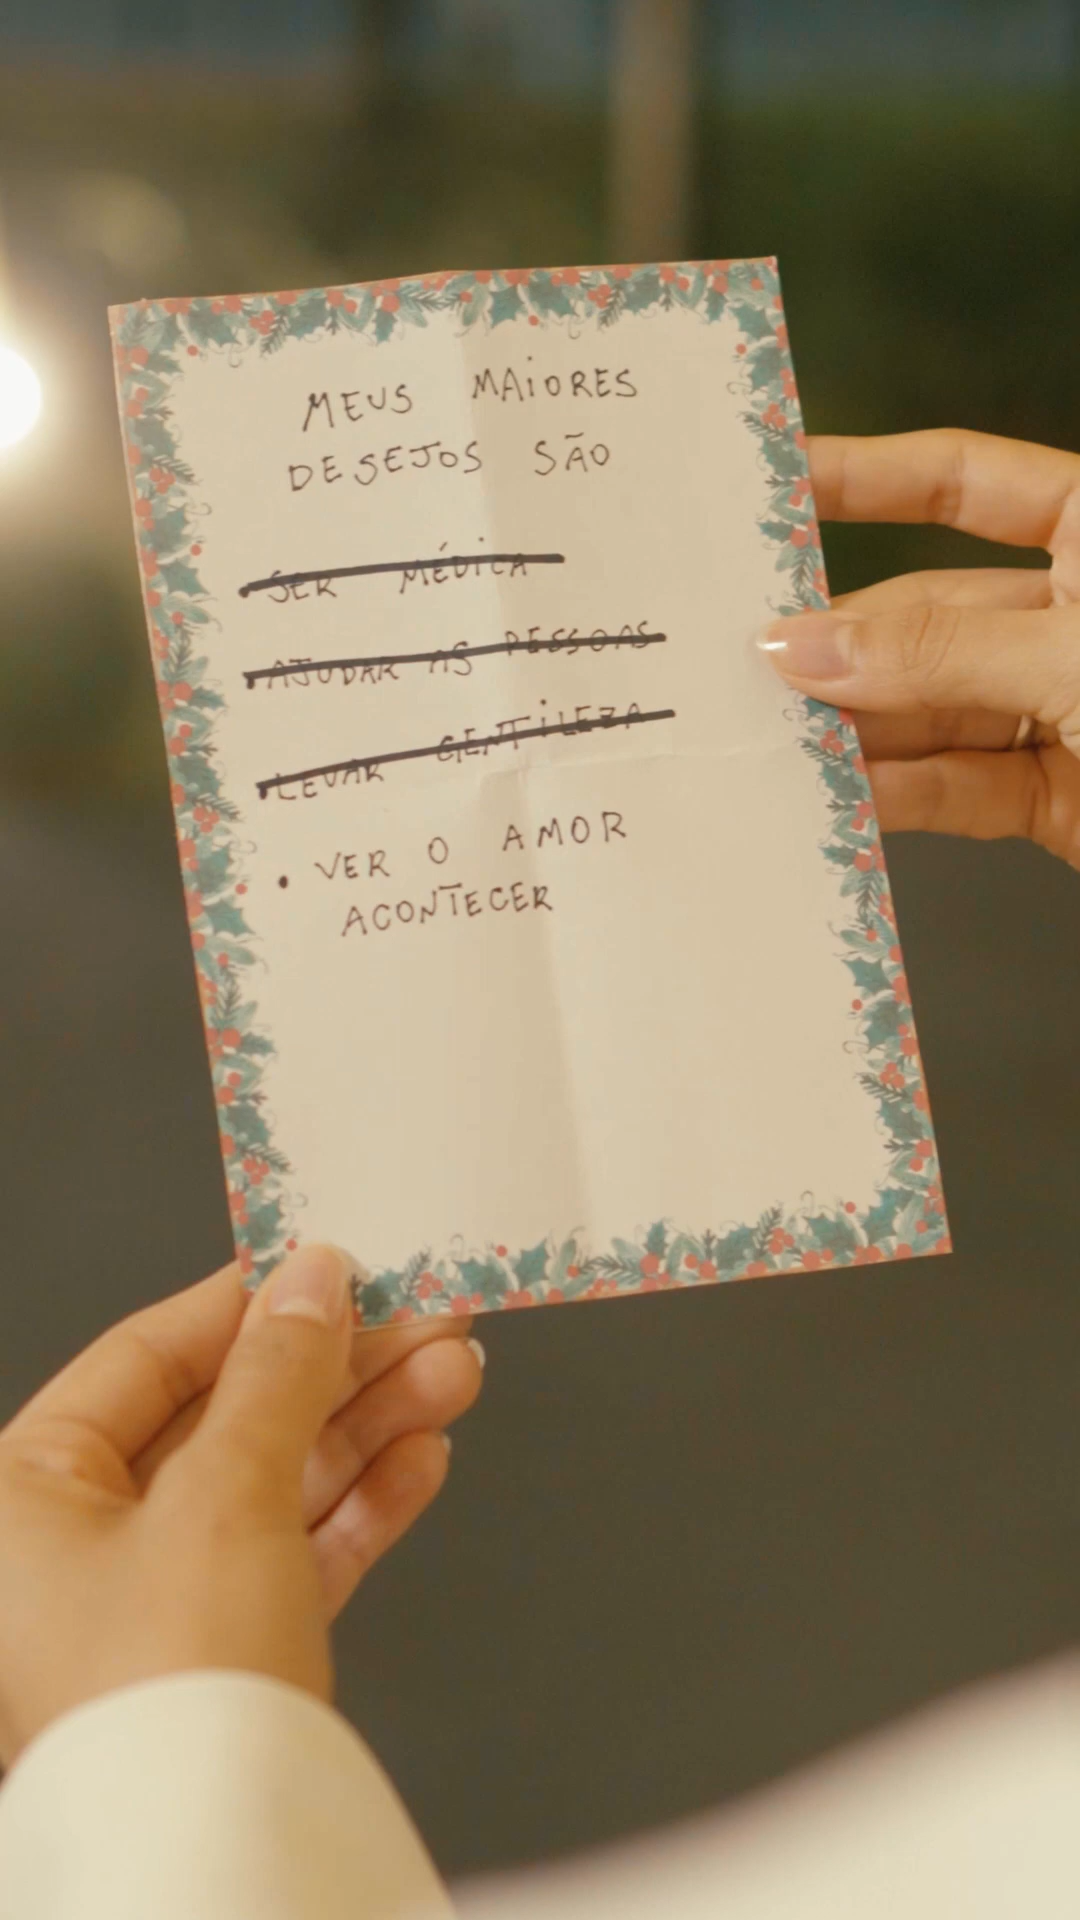 MEUS MAIORES
DESEJOS SÃO
• SER MÉDICA
• AJUDAR AS PESSOAS
• LEVAR GENTILEZA
• VER O AMOR
ACONTECER